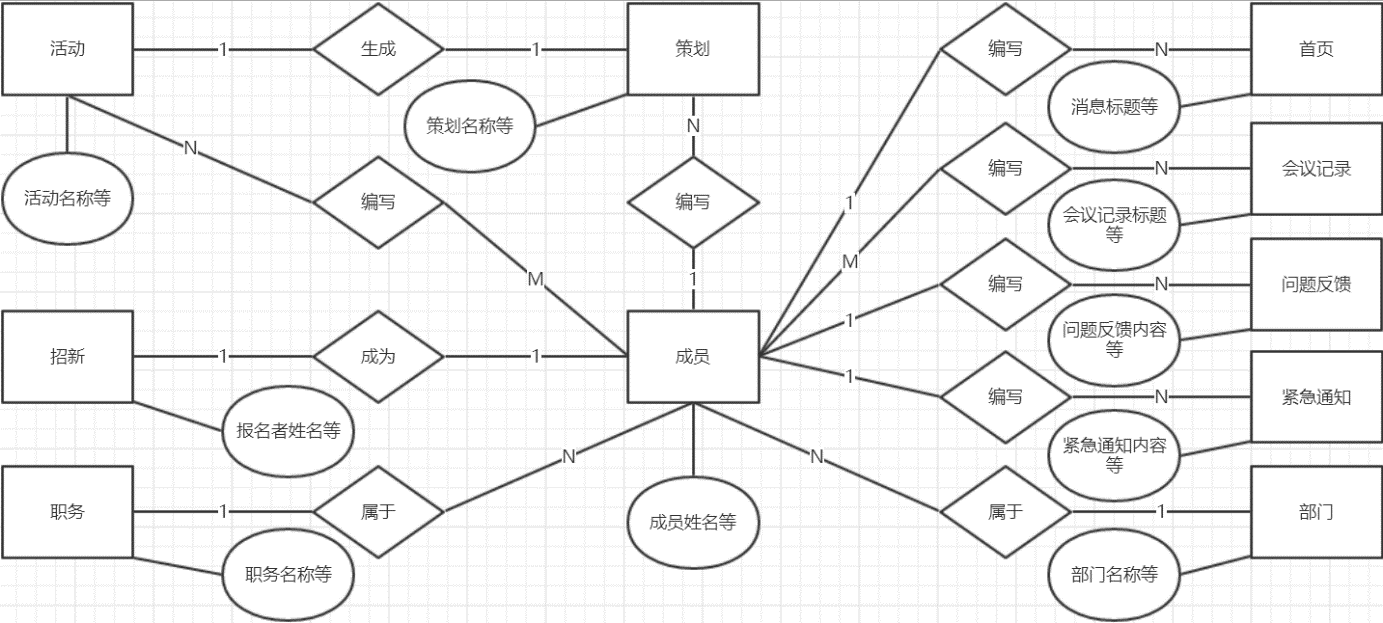 活动
1
生成
1
策划
编写
N
首页
策划名称等
消息标题等
N
N
活动名称等
编写
编写
编写
N
会议记录
会议记录标题
等
1
M
M
1
编写
N
问题反馈
问题反馈内容
等
1
招新
1
成为
1
成员
1
编写
N
紧急通知
报名者姓名等
紧急通知内容
等
N
N
职务
1
属于
成员姓名等
属于
1
部门
职务名称等
部门名称等